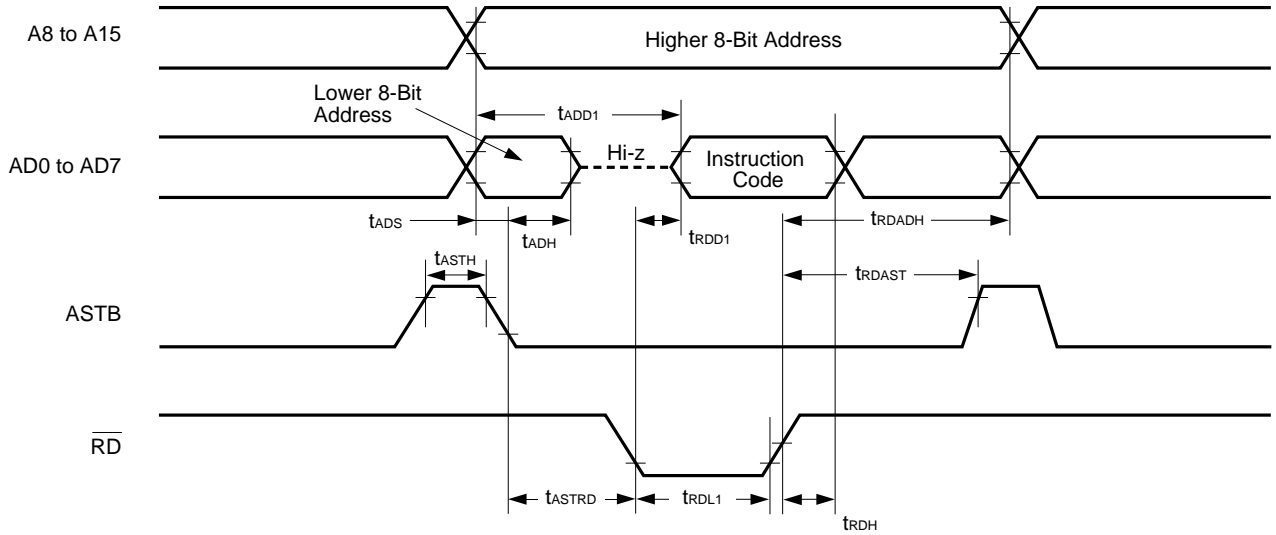 A8 to A15
Higher 8-Bit Address
Lower 8-Bit
Address
tADD1
AD0 to AD7
Hi-z
Instruction
Code
tADS
tADH
tRDD1
tRDADH
tASTH
tRDAST
ASTB
RD
tASTRD
tRDL1
tRDH